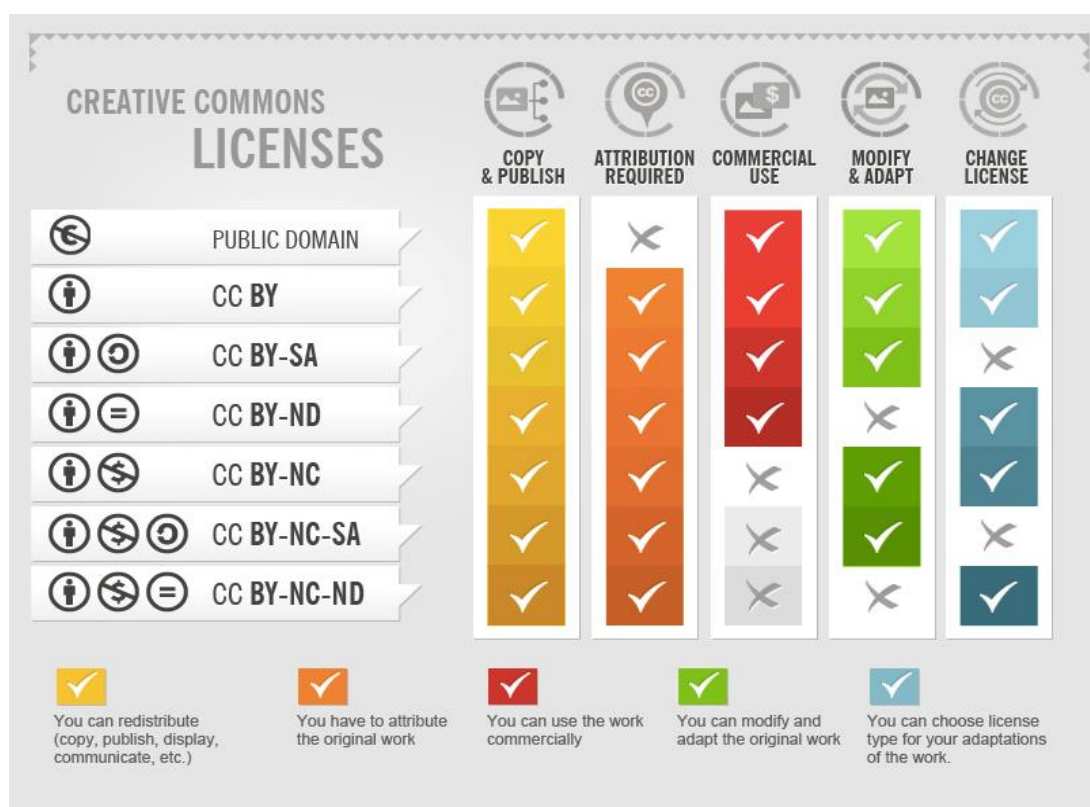 CREATIVE COMMONS
LICENSES
COPY
& PUBLISH
ATTRIBUTION
REQUIRED
COMMERCIAL
USE
MODIFY
& ADAPT
CHANGE
LICENSE
PUBLIC DOMAIN
CC BY
CC BY-SA
CC BY-ND
CC BY-NC
CC BY-NC-SA
CC BY-NC-ND
You can redistribute
(copy, publish, display,
communicate, etc.)
You have to attribute
the original work
You can use the work
commercially
You can modify and
adapt the original work
You can choose license
type for your adaptations
of the work.